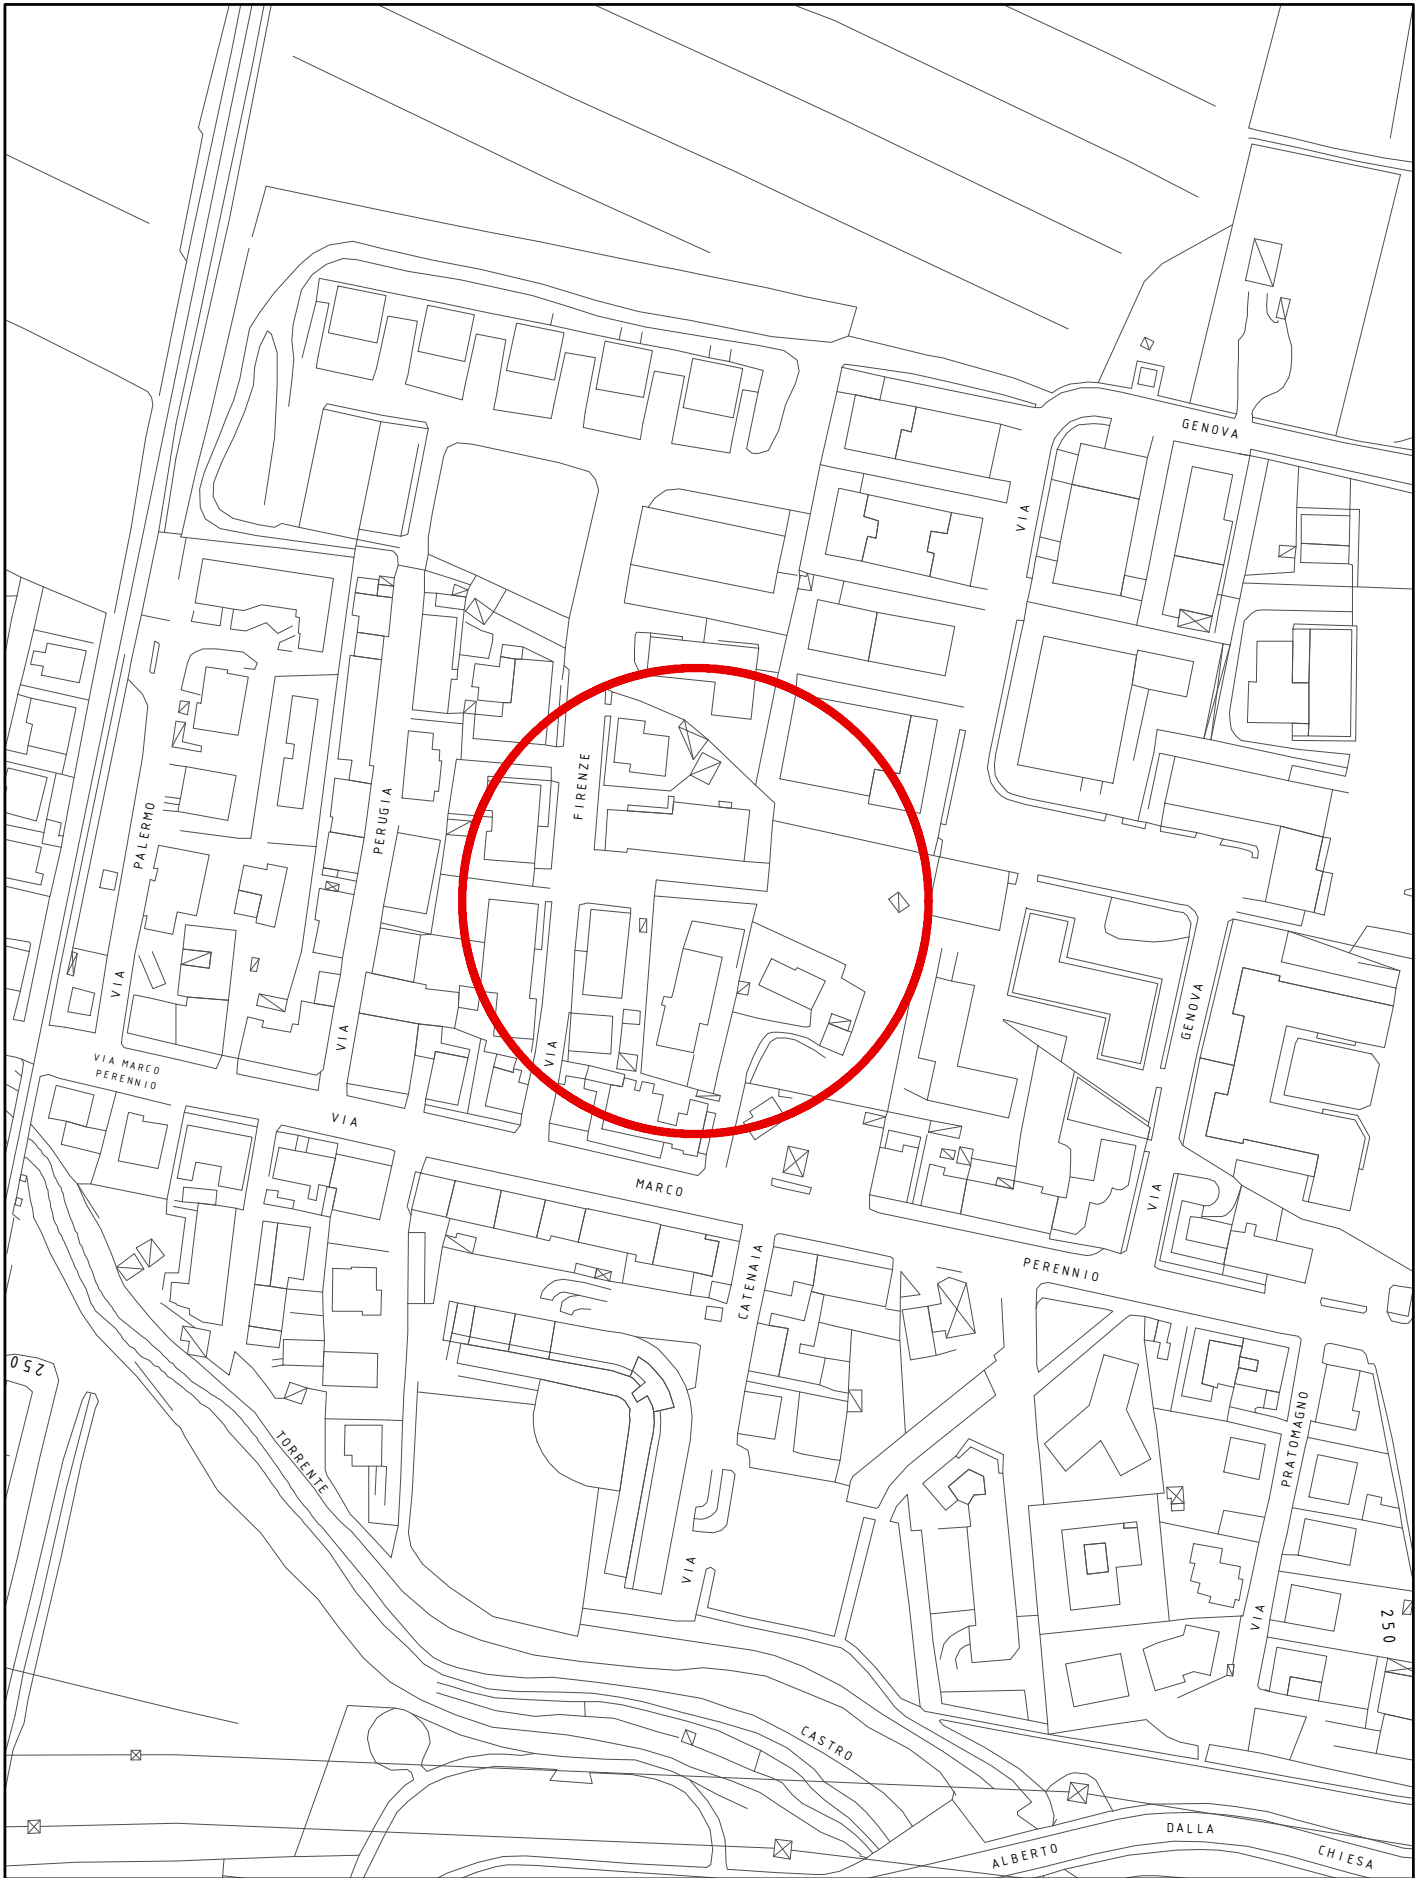 GENOVA
VIA
FIRENZE
PERUGIA
PALERMO
VIA
GENOVA
VIA
VIA
VIA MARCO
PERENNIO
VIA
MARCO
VIA
PERENNIO
CATENAIA
250
PRATOMAGNO
TORRENTE
VIA
VIA
250
CASTRO
DALLA
ALBERTO
CHIESA